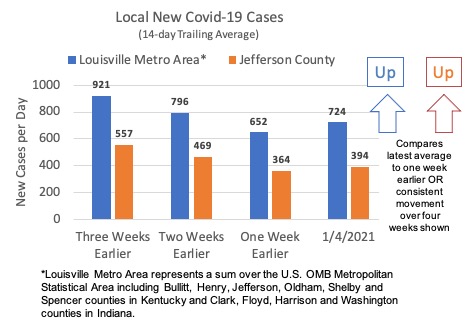 Local New Covid-19 Cases
(14-day Trailing Average)
Louisville Metro Area*
Jefferson County
Up
Up
1000
800
600
400
200
0
New Cases per Day
921
557
796
469
652
364
724
394
Compares
latest average
to one week
earlier OR
consistent
movement
over four
weeks shown
Three Weeks
Earlier
Two Weeks
Earlier
One Week
Earlier
1/4/2021
*Louisville Metro Area represents a sum over the U.S. OMB Metropolitan
Statistical Area including Bullitt, Henry, Jefferson, Oldham, Shelby and
Spencer counties in Kentucky and Clark, Floyd, Harrison and Washington
counties in Indiana.